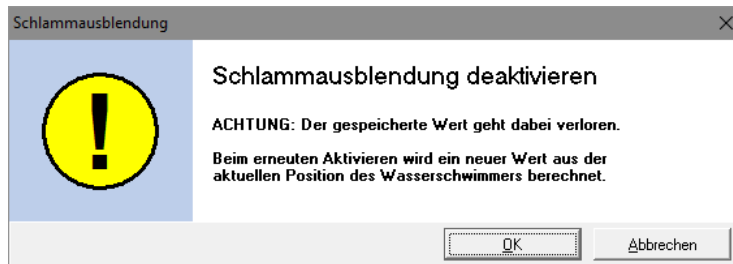 Schlammausblendung
Schlammausblendung deaktivieren
ACHTUNG: Der gespeicherte Wert geht dabei verloren.
Beim erneuten Aktivieren wird ein neuer Wert aus der
aktuellen Position des Wasserschwimmers berechnet.
OK
Abbrechen